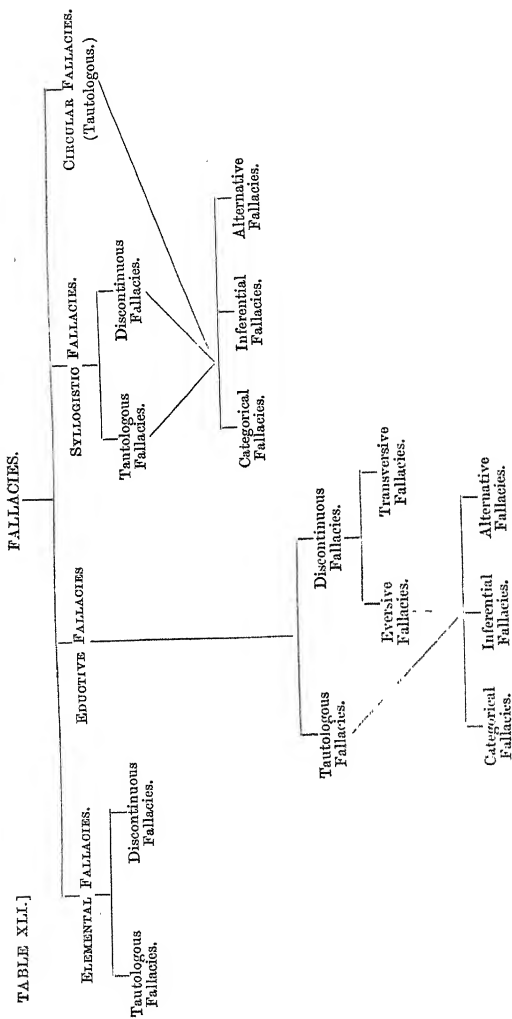 TABLE XLI.]
FALLACIES.
ELEMENTAL FALLACIES.
Tautologous
Fallacies.
Discontinuous
Fallacies.
EDUCTIVE FALLACIES
Tautologous
Fallacies.
Discontinuous
Fallacies.
Eversive
Fallacies.
Transversive
Fallacies.
Categorical
Fallacies.
Inferential
Fallacies.
Alternative
Fallacies.
SYLLOGISTIC FALLACIES.
Tautologous
Fallacies.
Discontinuous
Fallacies.
CIRCULAR FALLACIES.
(Tautologous.)
Categorical
Fallacies.
Inferential
Fallacies.
Alternative
Fallacies.